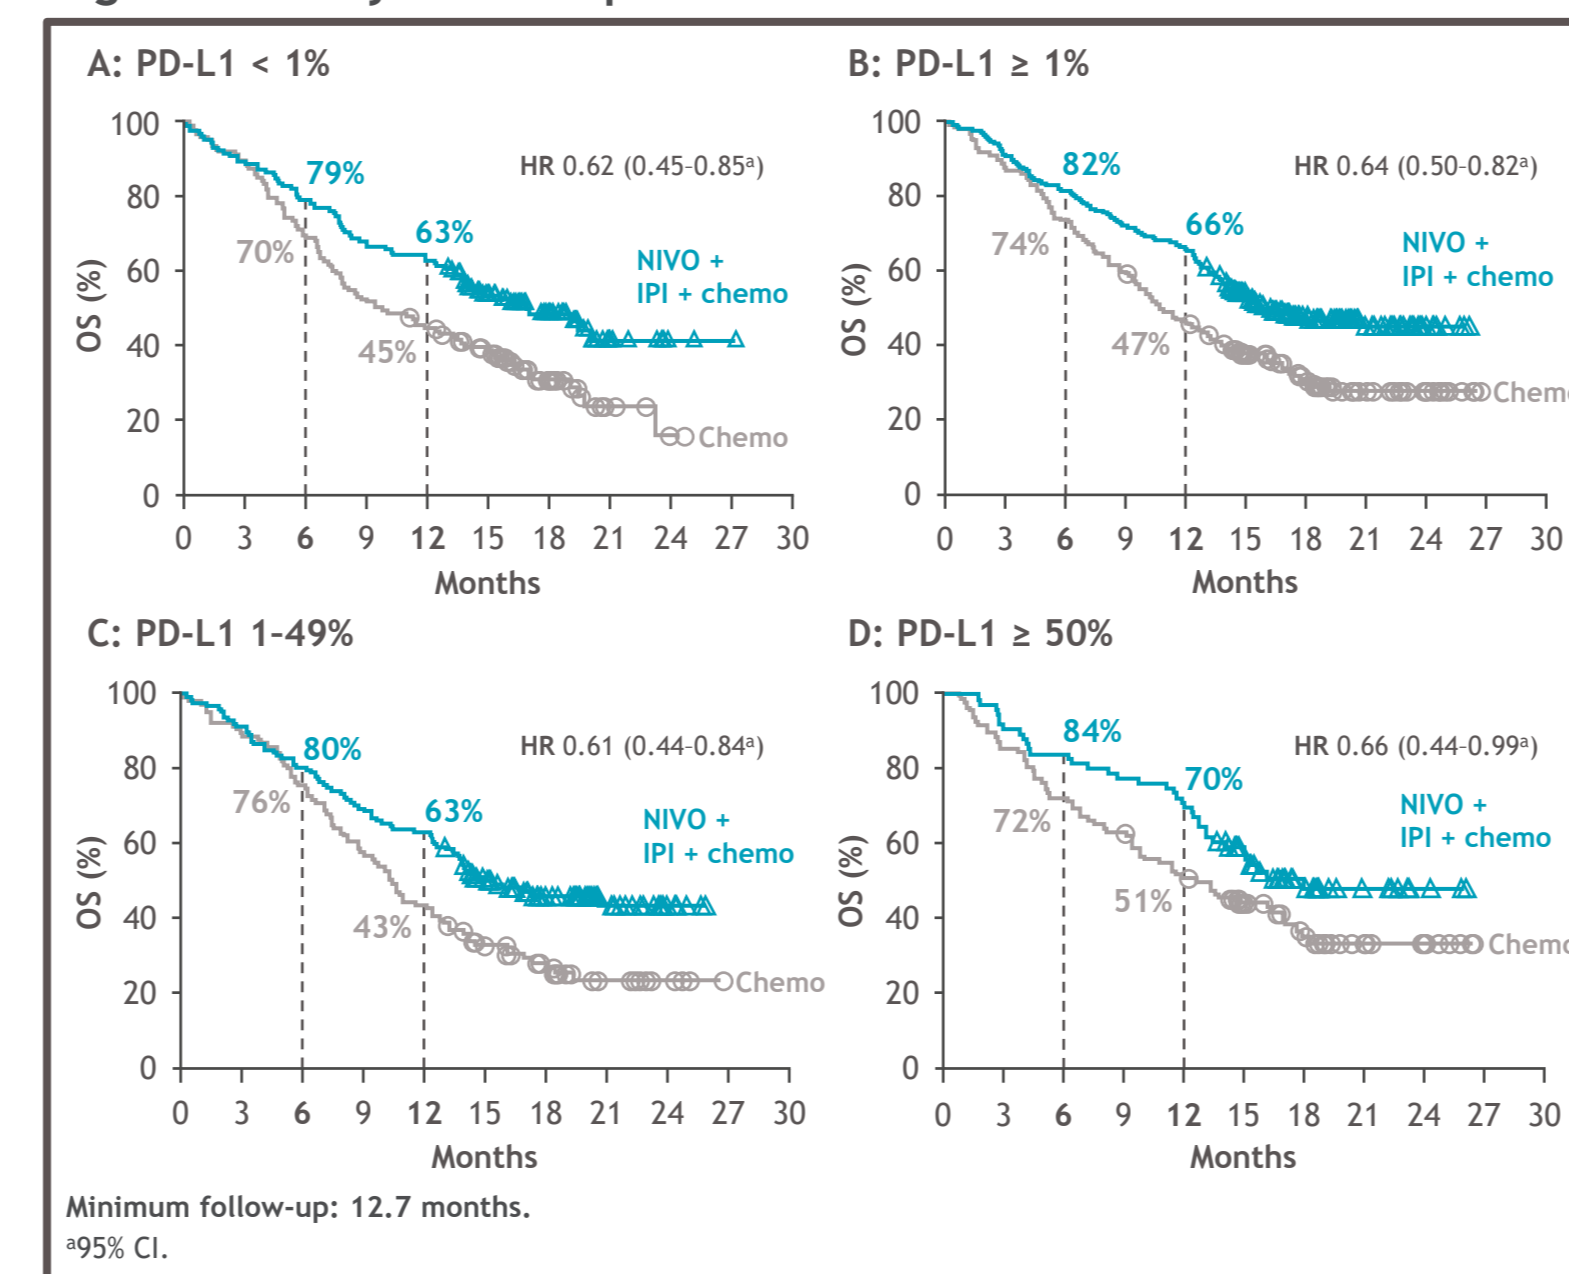 A: PD-L1 < 1%
100
80
60
40
20
0
OS (%)
79%
70%
63%
45%
HR 0.62 (0.45-0.85ᵃ)
NIVO +
IPI + chemo
Chemo
0 3 6 9 12 15 18 21 24 27 30
Months
B: PD-L1 ≥ 1%
100
80
60
40
20
0
OS (%)
82%
74%
66%
47%
HR 0.64 (0.50-0.82ᵃ)
NIVO +
IPI + chemo
Chemo
0 3 6 9 12 15 18 21 24 27 30
Months
C: PD-L1 1-49%
100
80
60
40
20
0
OS (%)
80%
76%
63%
43%
HR 0.61 (0.44-0.84ᵃ)
NIVO +
IPI + chemo
Chemo
0 3 6 9 12 15 18 21 24 27 30
Months
D: PD-L1 ≥ 50%
100
80
60
40
20
0
OS (%)
84%
72%
70%
51%
HR 0.66 (0.44-0.99ᵃ)
NIVO +
IPI + chemo
Chemo
0 3 6 9 12 15 18 21 24 27 30
Months
Minimum follow-up: 12.7 months.
ᵃ95% CI.